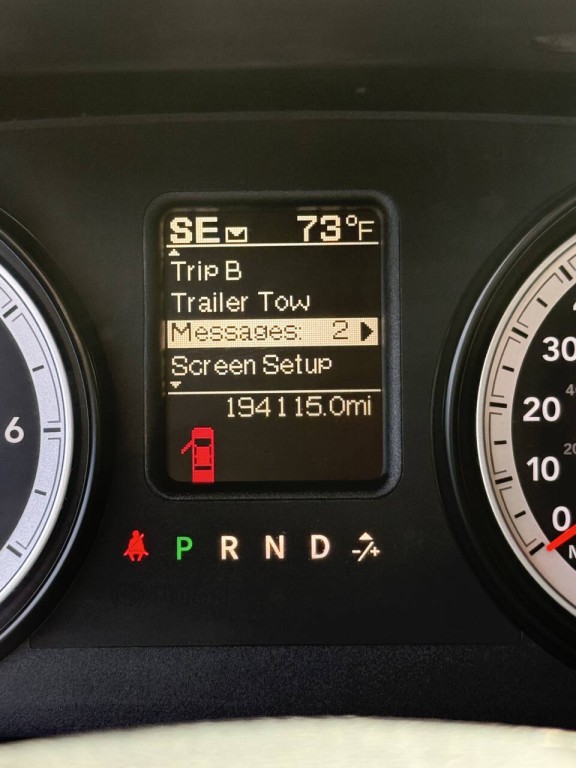 SE 73°F
Trip B
Trailer Tow
Messages: 2
Screen Setup
194115.0mi
6
P R N D -/+
30
20
10
0